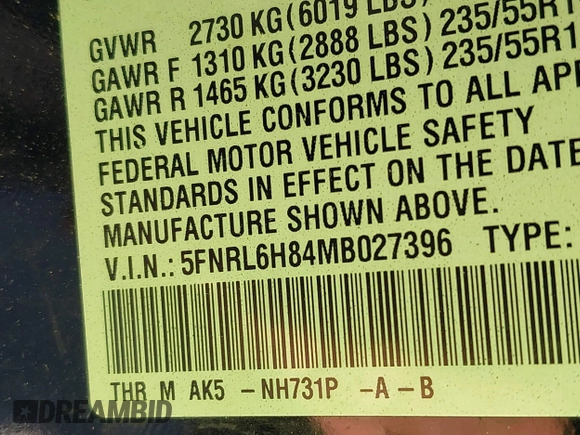 GVWR 2730 KG (6019 LBS)
GAWR F 1310 KG (2888 LBS) 235/55R1
GAWR R 1465 KG (3230 LBS) 235/55R1
THIS VEHICLE CONFORMS TO ALL APP
FEDERAL MOTOR VEHICLE SAFETY
STANDARDS IN EFFECT ON THE DATE
MANUFACTURE SHOWN ABOVE.
V.I.N.: 5FNRL6H84MB027396 TYPE:
THR M AK5 -NH731P -A-B
DREAMBID